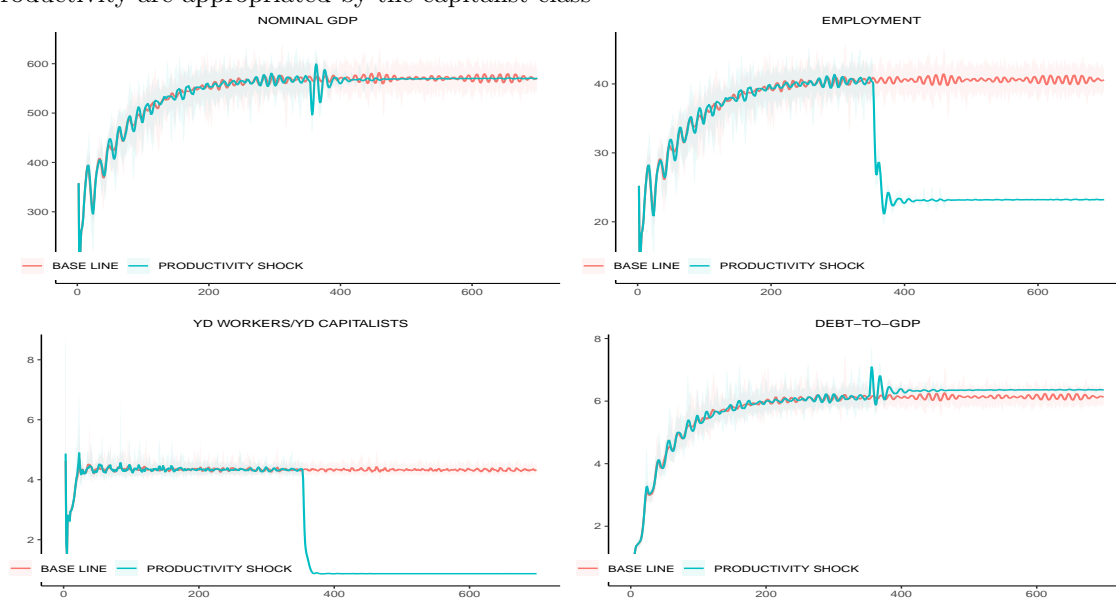 productivity are appropriated by the capitalist class
NOMINAL GDP
600
500
400
300
BASE LINE PRODUCTIVITY SHOCK
0 200 400 600
EMPLOYMENT
40
30
20
BASE LINE PRODUCTIVITY SHOCK
0 200 400 600
YD WORKERS/YD CAPITALISTS
8
6
4
2
BASE LINE PRODUCTIVITY SHOCK
0 200 400 600
DEBT−TO−GDP
8
6
4
2
BASE LINE PRODUCTIVITY SHOCK
0 200 400 600